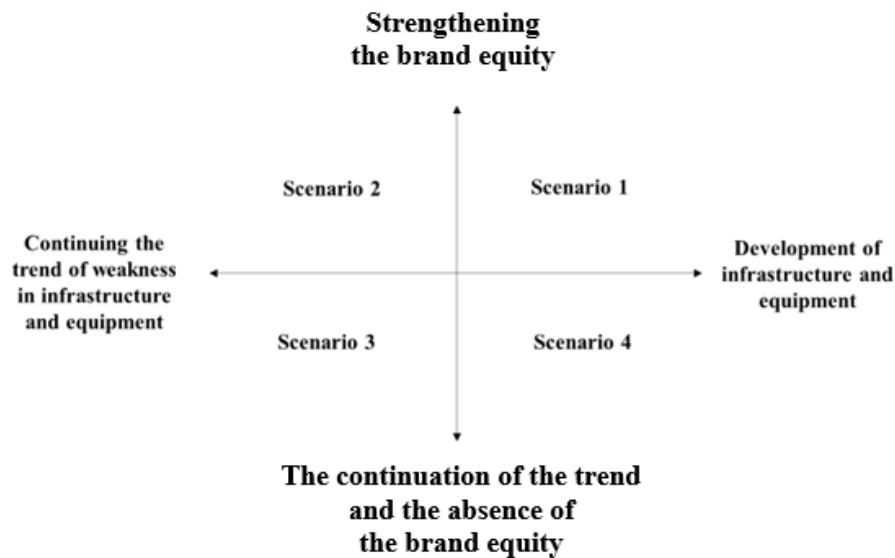 Strengthening
the brand equity
Scenario 2
Scenario 1
Continuing the
trend of weakness
in infrastructure
and equipment
Development of
infrastructure and
equipment
Scenario 3
Scenario 4
The continuation of the trend
and the absence of
the brand equity